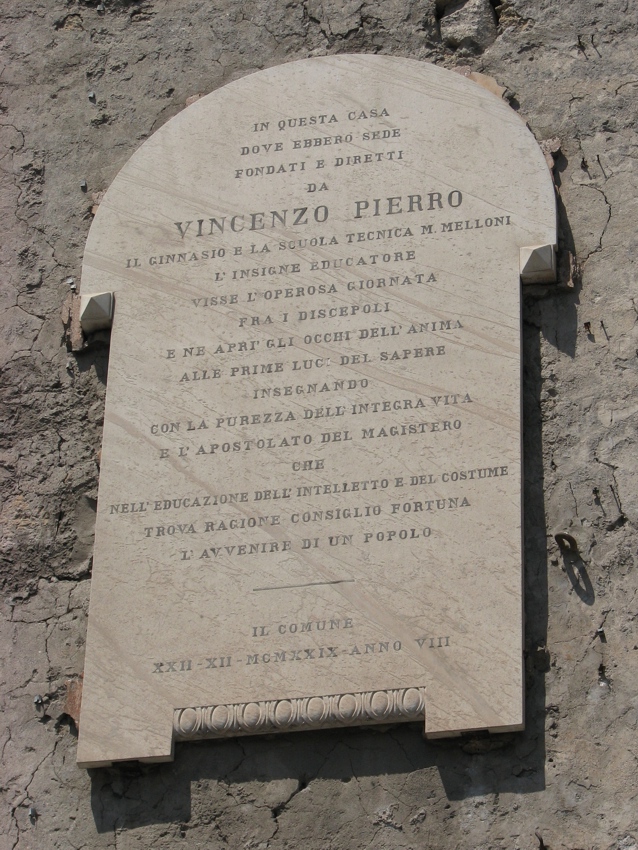 IN QUESTA CASA
DOVE EBBERO SEDE
FONDATI E DIRETTI
DA
VINCENZO PIERRO
IL GINNASIO E LA SCUOLA TECNICA M. MELLONI
L'INSIGNE EDUCATORE
VISSE L'OPEROSA GIORNATA
FRA I DISCEPOLI
E NE APRI' GLI OCCHI DELL'ANIMA
ALLE PRIME LUCI DEL SAPERE
INSEGNANDO
CON LA PUREZZA DELL'INTEGRA VITA
E L'APOSTOLATO DEL MAGISTERO
CHE
NELL'EDUCAZIONE DELL'INTELLETTO E DEL COSTUME
TROVA RAGIONE CONSIGLIO FORTUNA
L'AVVENIRE DI UN POPOLO
IL COMUNE
XXII-XII-MCMXXIX-ANNO VIII